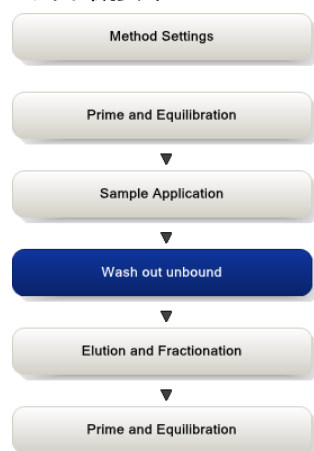 Method Settings
Prime and Equilibration
Sample Application
Wash out unbound
Elution and Fractionation
Prime and Equilibration